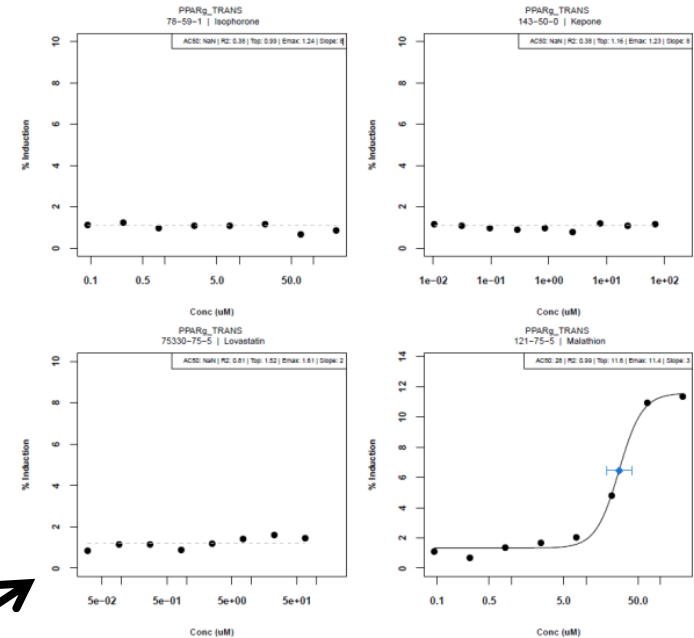 PPARg_TRANS
78−59−1 | Isophorone
AC50: NaN | R2: 0.38 | Top: 0.99 | Emax: 1.24 | Slope: 8
% Induction
10
8
6
4
2
0
0.1 0.5 5.0 50.0
Conc (uM)
PPARg_TRANS
143−50−0 | Kepone
AC50: NaN | R2: 0.38 | Top: 1.16 | Emax: 1.23 | Slope: 8
% Induction
10
8
6
4
2
0
1e−02 1e−01 1e+00 1e+01 1e+02
Conc (uM)
PPARg_TRANS
75330−75−5 | Lovastatin
AC50: NaN | R2: 0.81 | Top: 1.52 | Emax: 1.61 | Slope: 2
% Induction
10
8
6
4
2
0
5e−02 5e−01 5e+00 5e+01
Conc (uM)
PPARg_TRANS
121−75−5 | Malathion
AC50: 28 | R2: 0.99 | Top: 11.6 | Emax: 11.4 | Slope: 3
% Induction
14
12
10
8
6
4
2
0
0.1 0.5 5.0 50.0
Conc (uM)